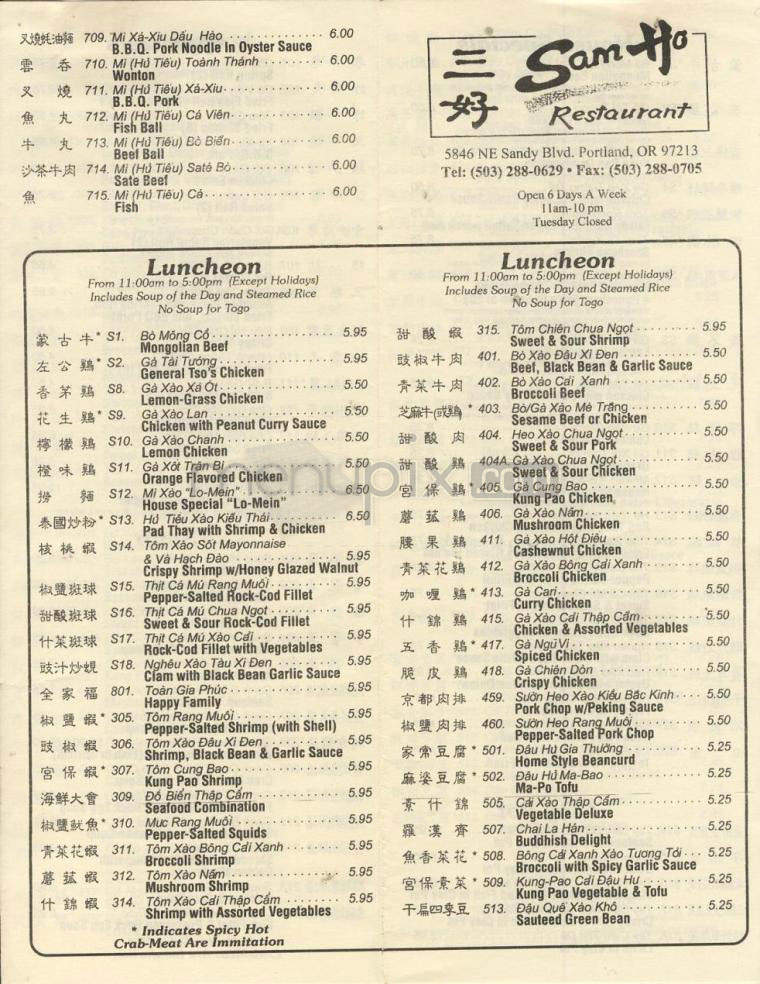 叉燒蚝油麵 709. Mì Xá-Xíu Dầu Hào 6.00
B.B.Q. Pork Noodle In Oyster Sauce
雲吞 710. Mì (Hủ Tiếu) Toành Thánh 6.00
Wonton
叉燒 711. Mì (Hủ Tiếu) Xá-Xíu 6.00
B.B.Q. Pork
魚丸 712. Mì (Hủ Tiếu) Cá Viên 6.00
Fish Ball
牛丸 713. Mì (Hủ Tiếu) Bò Biển 6.00
Beef Ball
沙茶牛肉 714. Mì (Hủ Tiếu) Saté Bò 6.00
Sate Beef
魚 715. Mì (Hủ Tiếu) Cá 6.00
Fish
三好 Sam-Ho
Restaurant
5846 NE Sandy Blvd. Portland, OR 97213
Tel: (503) 288-0629 • Fax: (503) 288-0705
Open 6 Days A Week
11am-10 pm
Tuesday Closed
Luncheon
From 11:00am to 5:00pm (Except Holidays)
Includes Soup of the Day and Steamed Rice
No Soup for Togo
蒙古牛* S1. Bò Mông Cổ 5.95
Mongolian Beef
左公鷄* S2. Gà Tài Tướng 5.95
General Tso's Chicken
香茅鷄 S8. Gà Xào Xả Ớt 5.50
Lemon-Grass Chicken
花生鷄* S9. Gà Xào Lan 5.50
Chicken with Peanut Curry Sauce
檸檬鷄 S10. Gà Xào Chanh 5.50
Lemon Chicken
橙味鷄 S11. Gà Xốt Trần Bì 5.50
Orange Flavored Chicken
撈麵 S12. Mì Xào "Lo-Mein" 6.50
House Special "Lo-Mein"
泰國炒粉* S13. Hủ Tiếu Xào Kiểu Thái 6.50
Pad Thay with Shrimp & Chicken
核桃蝦 S14. Tôm Xào Sốt Mayonnaise
& Và Hạch Đào 5.95
Crispy Shrimp w/Honey Glazed Walnut
椒鹽斑球 S15. Thịt Cá Mú Rang Muối 5.95
Pepper-Salted Rock-Cod Fillet
甜酸斑球 S16. Thịt Cá Mú Chua Ngọt 5.95
Sweet & Sour Rock-Cod Fillet
什菜斑球 S17. Thịt Cá Mú Xào Cải 5.95
Rock-Cod Fillet with Vegetables
豉汁炒蜆 S18. Nghêu Xào Tàu Xì Đen 5.95
Clam with Black Bean Garlic Sauce
全家福 801. Toàn Gia Phúc 5.95
Happy Family
椒鹽蝦* 305. Tôm Rang Muối 5.95
Pepper-Salted Shrimp (with Shell)
豉椒蝦 306. Tôm Xào Đậu Xì Đen 5.95
Shrimp, Black Bean & Garlic Sauce
宮保蝦* 307. Tôm Cung Bao 5.95
Kung Pao Shrimp
海鮮大會 309. Đồ Biển Thập Cẩm 5.95
Seafood Combination
椒鹽魷魚* 310. Mực Rang Muối 5.95
Pepper-Salted Squids
青菜花蝦 311. Tôm Xào Bông Cải Xanh 5.95
Broccoli Shrimp
蘑菰蝦 312. Tôm Xào Nấm 5.95
Mushroom Shrimp
什錦蝦 314. Tôm Xào Cải Thập Cẩm 5.95
Shrimp with Assorted Vegetables
* Indicates Spicy Hot
Crab-Meat Are Immitation
Luncheon
From 11:00am to 5:00pm (Except Holidays)
Includes Soup of the Day and Steamed Rice
No Soup for Togo
甜酸蝦 315. Tôm Chiên Chua Ngọt 5.95
Sweet & Sour Shrimp
豉椒牛肉 401. Bò Xào Đậu Xì Đen 5.50
Beef, Black Bean & Garlic Sauce
青菜牛肉 402. Bò Xào Cải Xanh 5.50
Broccoli Beef
芝麻牛(或鷄)* 403. Bò/Gà Xào Mè Trắng 5.50
Sesame Beef or Chicken
甜酸肉 404. Heo Xào Chua Ngọt 5.50
Sweet & Sour Pork
甜酸鷄 404A. Gà Xào Chua Ngọt 5.50
Sweet & Sour Chicken
宮保鷄* 405. Gà Cung Bao 5.50
Kung Pao Chicken
蘑菰鷄 406. Gà Xào Nấm 5.50
Mushroom Chicken
腰果鷄 411. Gà Xào Hột Điều 5.50
Cashewnut Chicken
青菜花鷄 412. Gà Xào Bông Cải Xanh 5.50
Broccoli Chicken
咖喱鷄* 413. Gà Cari 5.50
Curry Chicken
什錦鷄 415. Gà Xào Cải Thập Cẩm 5.50
Chicken & Assorted Vegetables
五香鷄* 417. Gà Ngũ Vị 5.50
Spiced Chicken
脆皮鷄 418. Gà Chiên Dòn 5.50
Crispy Chicken
京都肉排 459. Sườn Heo Xào Kiểu Bắc Kinh 5.50
Pork Chop w/Peking Sauce
椒鹽肉排 460. Sườn Heo Rang Muối 5.50
Pepper-Salted Pork Chop
家常豆腐* 501. Đậu Hủ Gia Thường 5.25
Home Style Beancurd
麻婆豆腐* 502. Đậu Hủ Ma-Bao 5.25
Ma-Po Tofu
素什錦 505. Cải Xào Thập Cẩm 5.25
Vegetable Deluxe
羅漢齊 507. Chai La Hán 5.25
Buddhish Delight
魚香菜花* 508. Bông Cải Xanh Xào Tương Tỏi 5.25
Broccoli with Spicy Garlic Sauce
宮保素菜* 509. Kung-Pao Cải Đậu Hủ 5.25
Kung Pao Vegetable & Tofu
干扁四季豆 513. Đậu Quê Xào Khô 5.25
Sauteed Green Bean
menupix